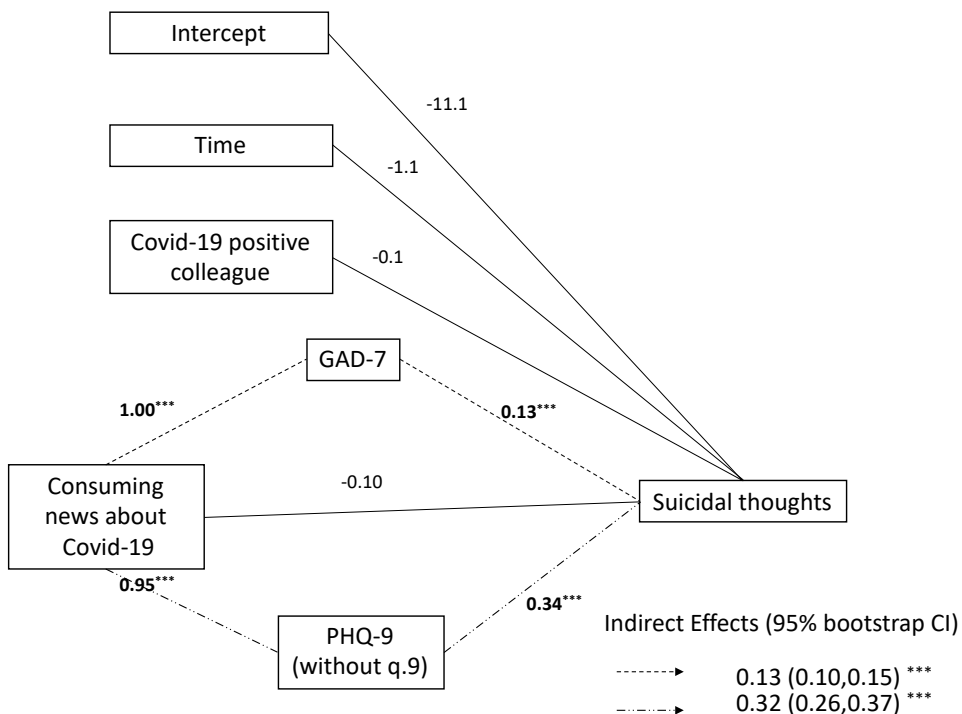 Intercept
-11.1
Time
-1.1
Covid-19 positive
colleague
-0.1
GAD-7
1.00***
0.13***
Consuming
news about
Covid-19
-0.10
Suicidal thoughts
0.95***
0.34***
PHQ-9
(without q.9)
Indirect Effects (95% bootstrap CI)
0.13 (0.10,0.15) ***
0.32 (0.26,0.37) ***